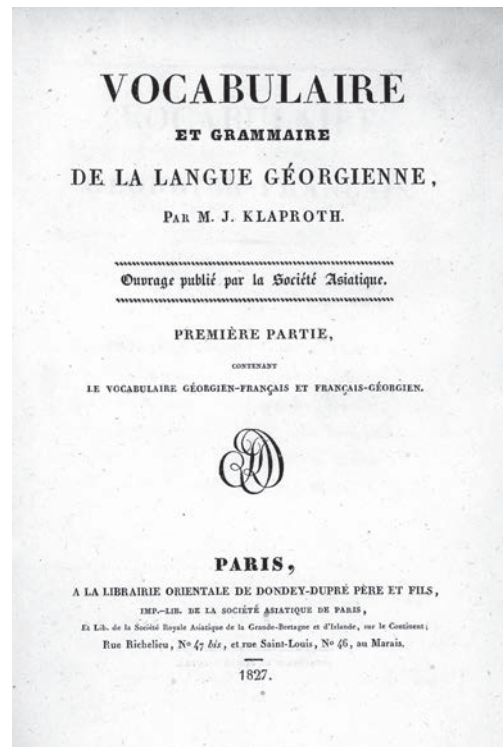 VOCABULAIRE
ET GRAMMAIRE
DE LA LANGUE GÉORGIENNE,
PAR M. J. KLAPROTH.
Ouvrage publié par la Société Asiatique.
PREMIÈRE PARTIE,
CONTENANT
LE VOCABULAIRE GÉORGIEN-FRANÇAIS ET FRANÇAIS-GÉORGIEN.
DD
PARIS,
A LA LIBRAIRIE ORIENTALE DE DONDEY-DUPRÉ PÈRE ET FILS,
IMP.-LIB. DE LA SOCIÉTÉ ASIATIQUE DE PARIS,
Et Lib. de la Société Royale Asiatique de la Grande-Bretagne et d'Irlande, sur le Continent;
Rue Richelieu, Nº 47 bis, et rue Saint-Louis, Nº 46, au Marais.
1827.